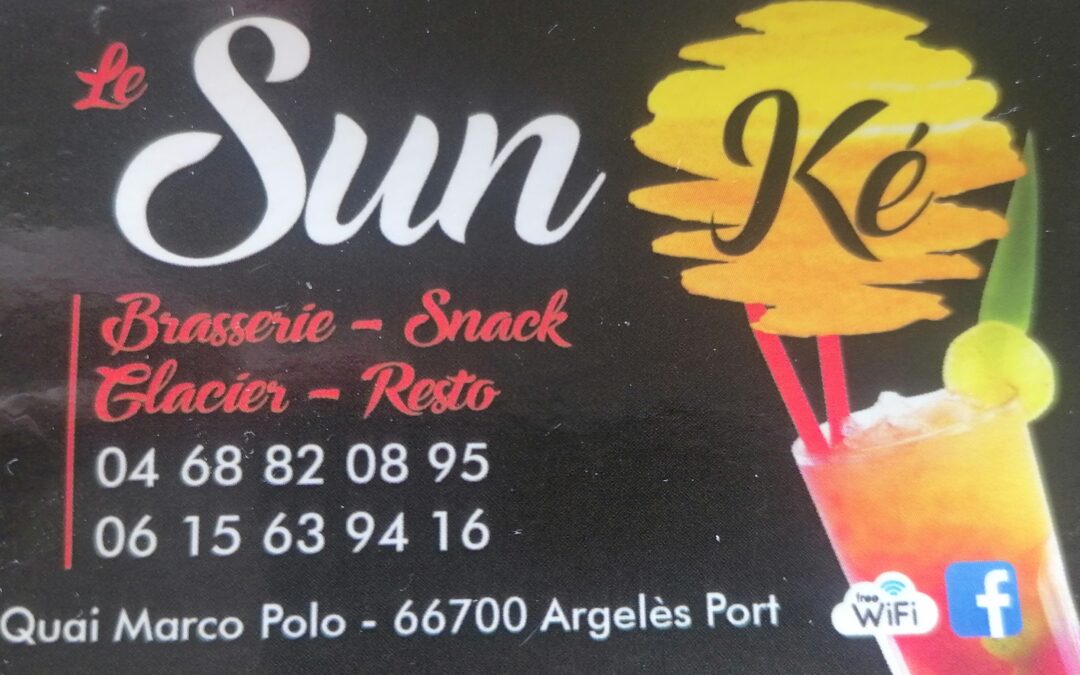 Le Sun Ké
Brasserie - Snack
Glacier - Resto
04 68 82 08 95
06 15 63 94 16
Quai Marco Polo - 66700 Argelès Port
free
WiFi
f